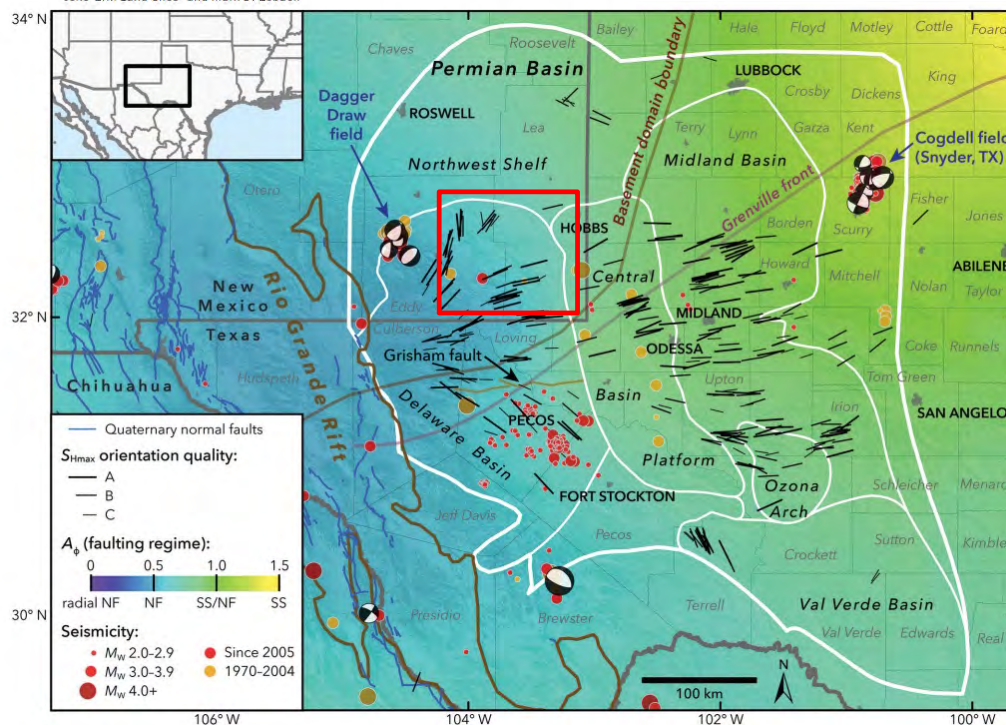 34° N
32° N
30° N
106° W
104° W
102° W
100° W
Chaves
Roosevelt
Bailey
Hale
Floyd
Motley
Cottle
Foard
Permian Basin
LUBBOCK
King
Dagger
Draw
field
ROSWELL
Basement domain boundary
Crosby
Dickens
Lea
Terry
Lynn
Garza
Kent
Cogdell field
(Snyder, TX)
Northwest Shelf
Midland Basin
Grenville front
Otero
HOBBS
Borden
Scurry
Fisher
Jones
Central
Howard
Mitchell
ABILENE
Nolan
Taylor
New
Mexico
Texas
Eddy
Culberson
Loving
MIDLAND
ODESSA
Coke
Runnels
Rio Grande Rift
Grisham fault
Chihuahua
Hudspeth
Upton
Tom Green
Irion
SAN ANGELO
Delaware Basin
PECOS
Basin
Platform
Schleicher
Menard
FORT STOCKTON
Ozona
Arch
Jeff Davis
Pecos
Crockett
Sutton
Kimble
Presidio
Brewster
Terrell
Val Verde Basin
Val Verde
Edwards
Real
Quaternary normal faults
SHmax orientation quality:
A
B
C
Aϕ (faulting regime):
0 0.5 1.0 1.5
radial NF NF SS/NF SS
Seismicity:
Mw 2.0–2.9
Mw 3.0–3.9
Mw 4.0+
Since 2005
1970–2004
N
100 km